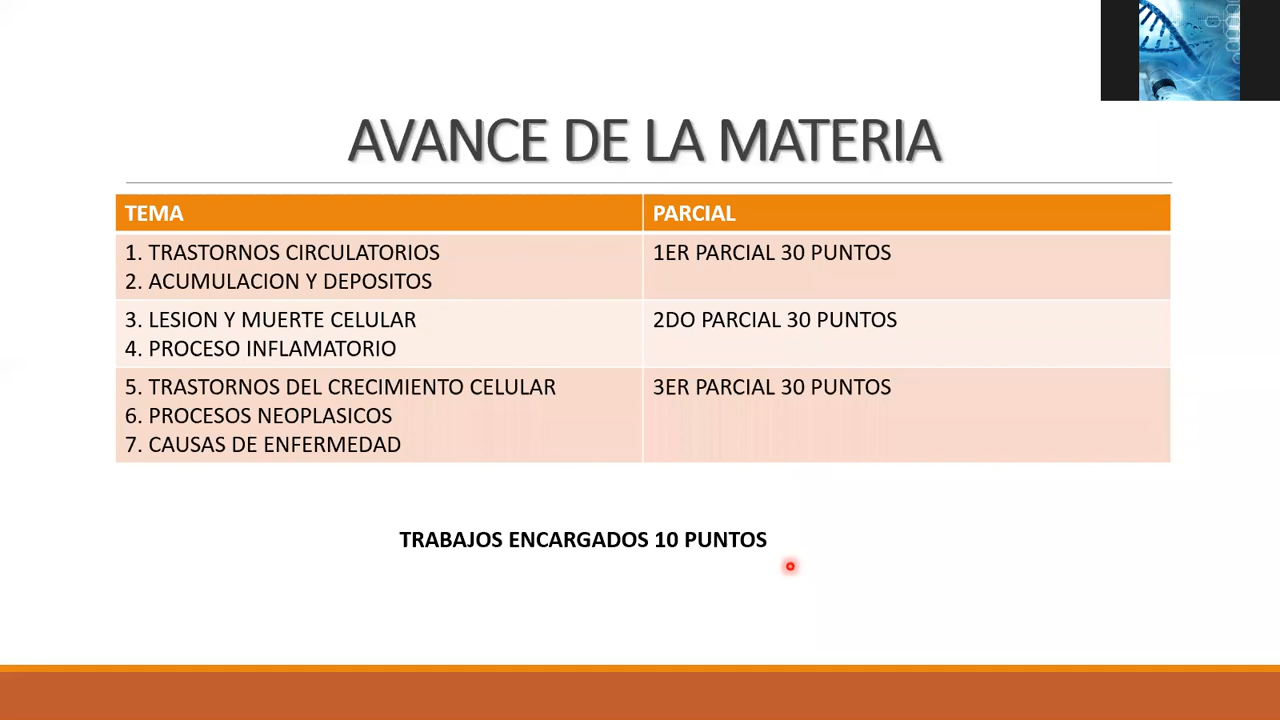 AVANCE DE LA MATERIA
TEMA
PARCIAL
1. TRASTORNOS CIRCULATORIOS
2. ACUMULACION Y DEPOSITOS
1ER PARCIAL 30 PUNTOS
3. LESION Y MUERTE CELULAR
4. PROCESO INFLAMATORIO
2DO PARCIAL 30 PUNTOS
5. TRASTORNOS DEL CRECIMIENTO CELULAR
6. PROCESOS NEOPLASICOS
7. CAUSAS DE ENFERMEDAD
3ER PARCIAL 30 PUNTOS
TRABAJOS ENCARGADOS 10 PUNTOS